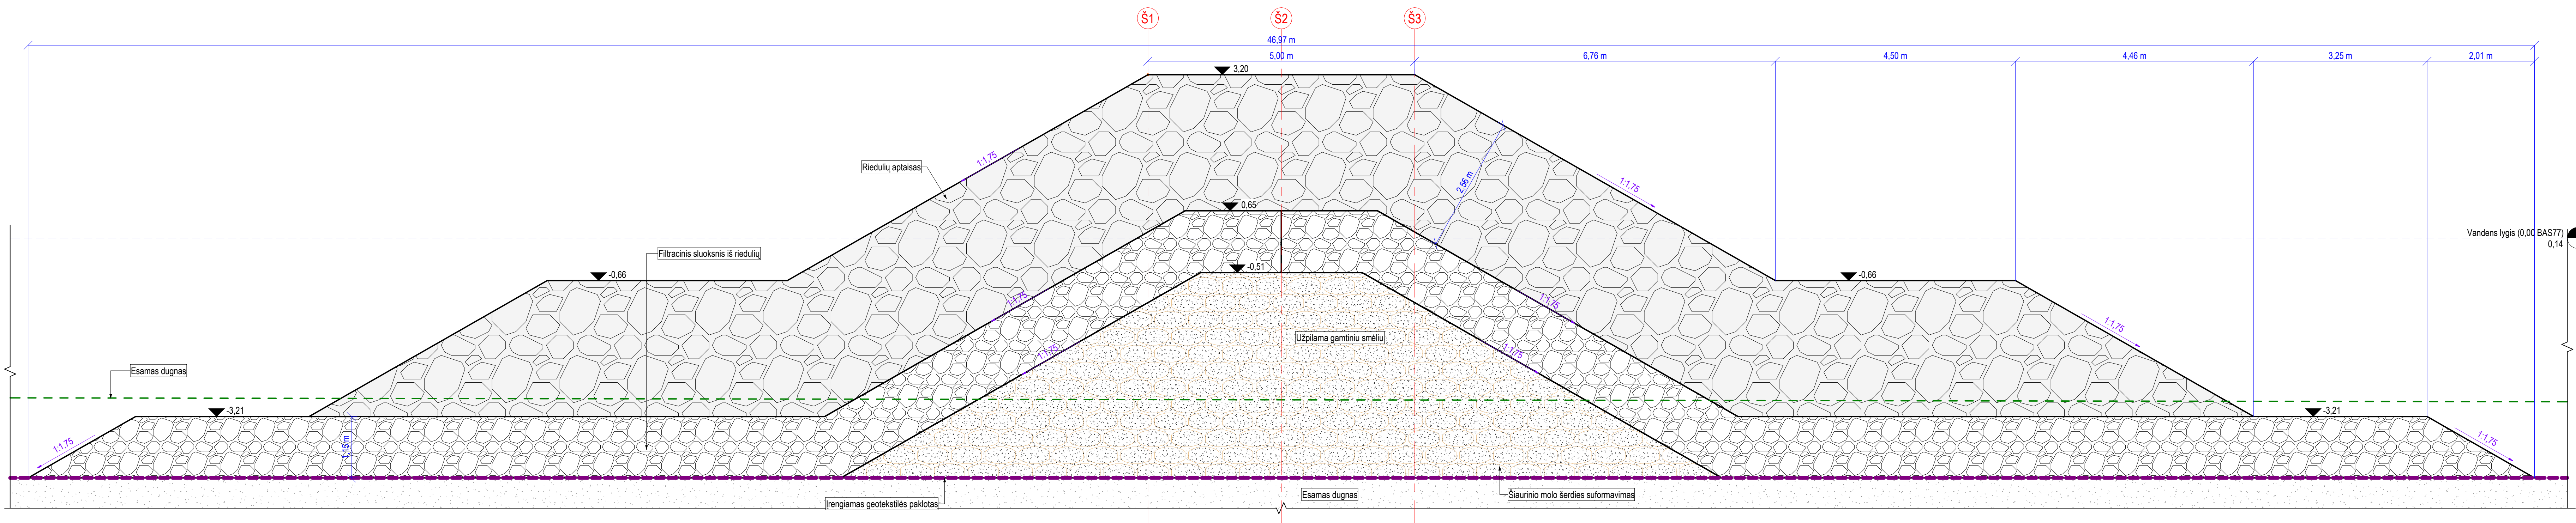 Š1 Š2 Š3
46,97 m
5,00 m 6,76 m 4,50 m 4,46 m 3,25 m 2,01 m
3,20
1:1,75
Riedulių aptaisas
2,56 m
1:1,75
0,65
Vandens lygis (0,00 BAS77)
0,14
Filtracinis sluoksnis iš riedulių
-0,66
-0,51
-0,66
1:1,75
1:1,75
1:1,75
Užpilama gamtiniu smėliu
1:1,75
1:1,75
Esamas dugnas
-3,21
-3,21
1:1,75
1,15 m
1:1,75
Įrengiamas geotekstilės paklotas
Esamas dugnas
Šiaurinio molo šerdies suformavimas